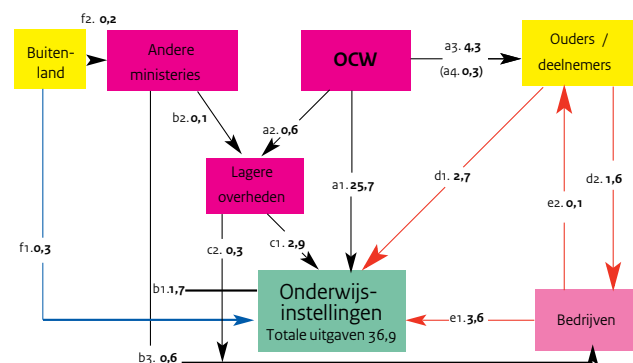 f2. 0,2
Buiten-
land
Andere
ministeries
OCW
a3. 4,3
(a4. 0,3)
Ouders /
deelnemers
b2. 0,1
a2. 0,6
Lagere
overheden
a1. 25,7
d1. 2,7
d2. 1,6
e2. 0,1
f1. 0,3
c2. 0,3
c1. 2,9
b1. 1,7
Onderwijs-
instellingen
Totale uitgaven 36,9
e1. 3,6
Bedrijven
b3. 0,6